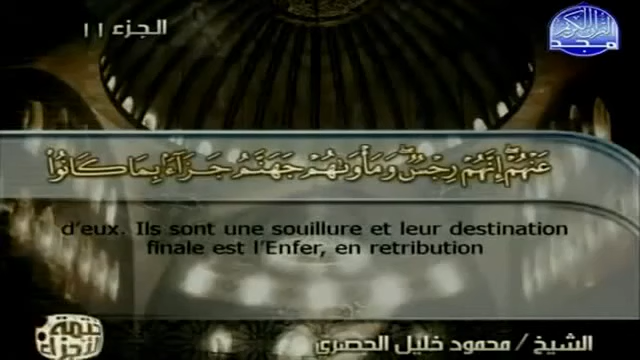 الجزء ١١
القرآن الكريم
مجد
عَنْهُمْ ۖ إِنَّهُمْ رِجْسٌ ۖ وَمَأْوَىٰهُمْ جَهَنَّمُ جَزَآءًۢ بِمَا كَانُوا۟
d'eux. Ils sont une souillure et leur destination
finale est l'Enfer, en retribution
ختمة
الأجزاء
الشيخ / محمود خليل الحصري